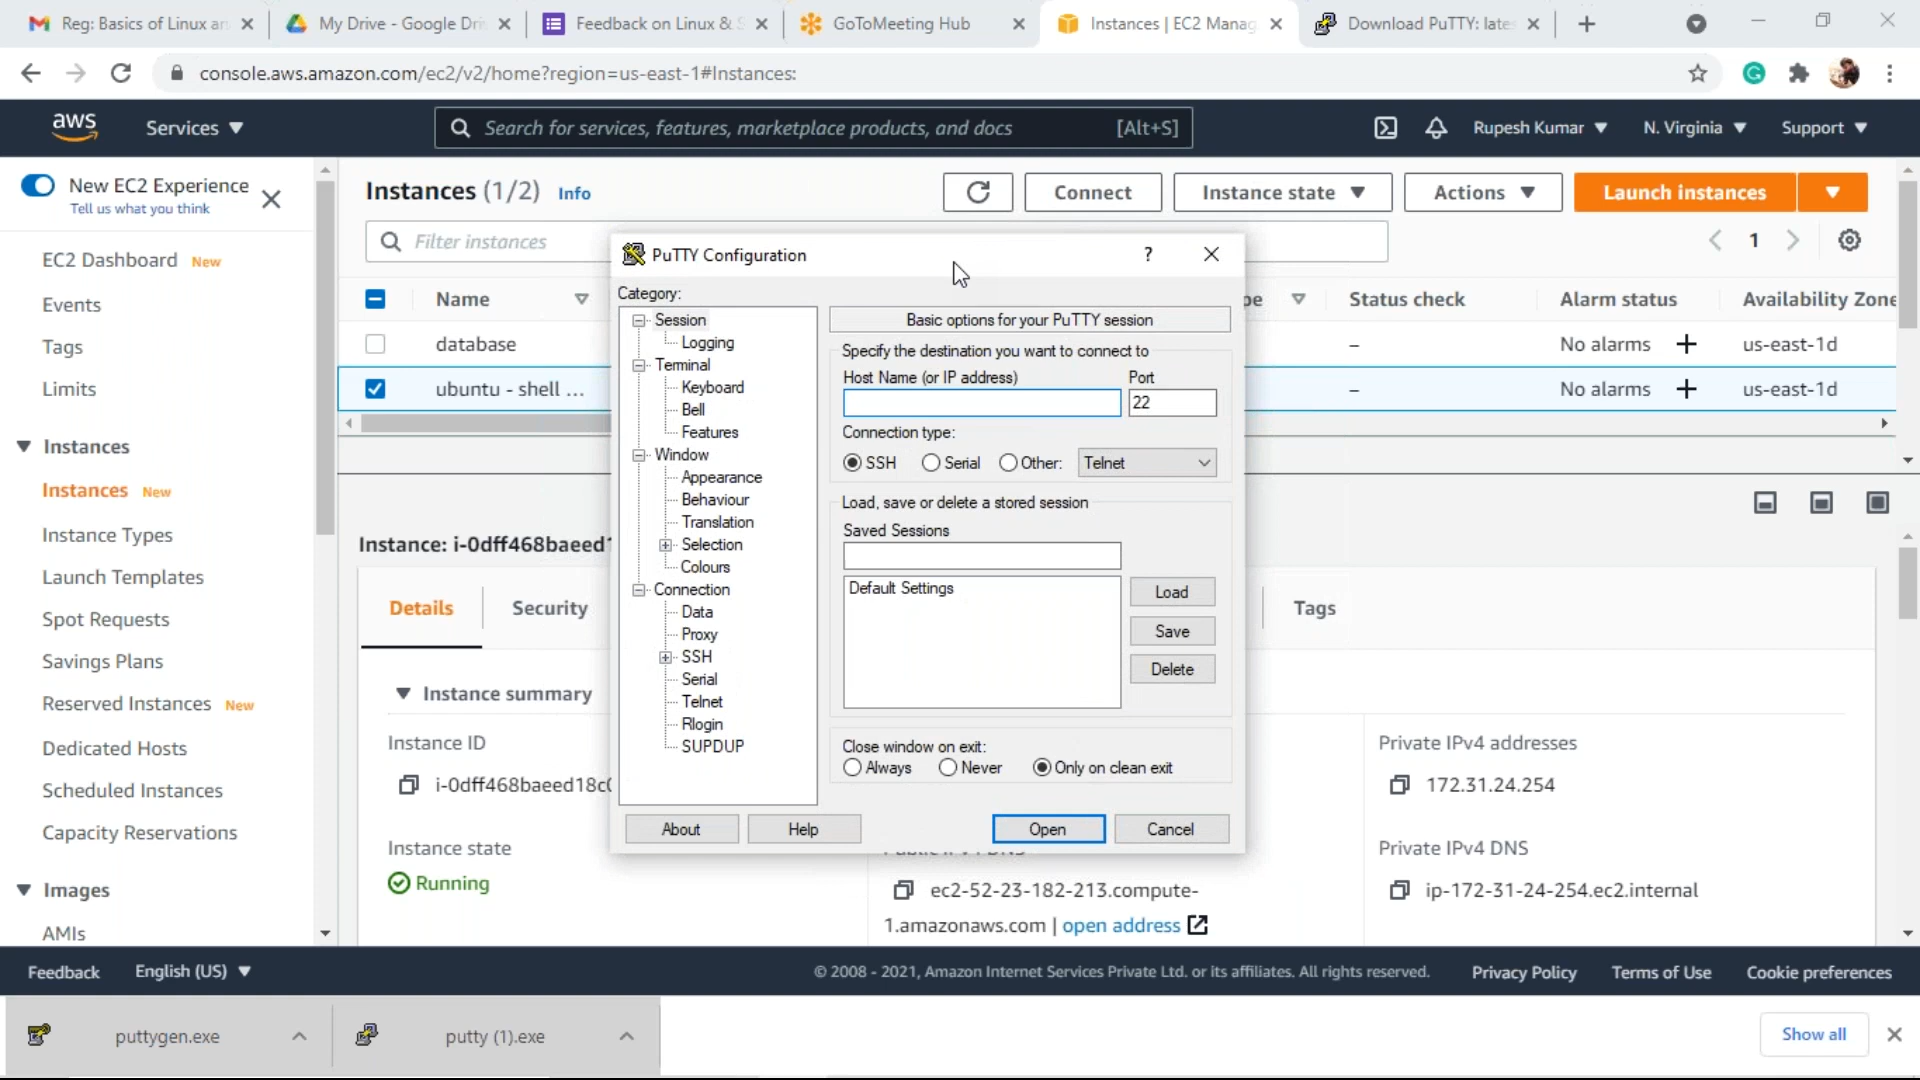 Reg: Basics of Linux an
My Drive - Google Dri
Feedback on Linux & S
GoToMeeting Hub
Instances | EC2 Manag
Download PuTTY: lates
console.aws.amazon.com/ec2/v2/home?region=us-east-1#Instances:
aws
Services
Search for services, features, marketplace products, and docs
[Alt+S]
Rupesh Kumar
N. Virginia
Support
New EC2 Experience
Tell us what you think
EC2 Dashboard New
Events
Tags
Limits
Instances
Instances New
Instance Types
Launch Templates
Spot Requests
Savings Plans
Reserved Instances New
Dedicated Hosts
Scheduled Instances
Capacity Reservations
Images
AMIs
Instances (1/2) Info
Connect
Instance state
Actions
Launch instances
Filter instances
1
Name
pe
Status check
Alarm status
Availability Zone
database
–
No alarms
us-east-1d
ubuntu - shell ...
–
No alarms
us-east-1d
Instance: i-0dff468baeed1
Details
Security
Tags
Instance summary
Instance ID
i-0dff468baeed18c0
Instance state
Running
ec2-52-23-182-213.compute-
1.amazonaws.com | open address
Private IPv4 addresses
172.31.24.254
Private IPv4 DNS
ip-172-31-24-254.ec2.internal
PuTTY Configuration
?
Category:
Session
Logging
Terminal
Keyboard
Bell
Features
Window
Appearance
Behaviour
Translation
Selection
Colours
Connection
Data
Proxy
SSH
Serial
Telnet
Rlogin
SUPDUP
Basic options for your PuTTY session
Specify the destination you want to connect to
Host Name (or IP address)
Port
22
Connection type:
SSH
Serial
Other:
Telnet
Load, save or delete a stored session
Saved Sessions
Default Settings
Load
Save
Delete
Close window on exit:
Always
Never
Only on clean exit
About
Help
Open
Cancel
Feedback
English (US)
© 2008 - 2021, Amazon Internet Services Private Ltd. or its affiliates. All rights reserved.
Privacy Policy
Terms of Use
Cookie preferences
puttygen.exe
putty (1).exe
Show all